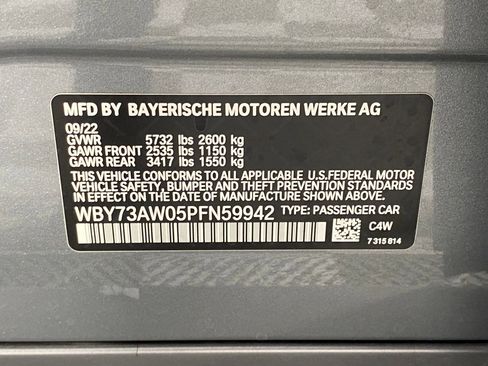 MFD BY BAYERISCHE MOTOREN WERKE AG
09/22
GVWR 5732 lbs 2600 kg
GAWR FRONT 2535 lbs 1150 kg
GAWR REAR 3417 lbs 1550 kg
THIS VEHICLE CONFORMS TO ALL APPLICABLE U.S. FEDERAL MOTOR
VEHICLE SAFETY, BUMPER AND THEFT PREVENTION STANDARDS
IN EFFECT ON THE DATE OF MANUFACTURE SHOWN ABOVE.
WBY73AW05PFN59942 TYPE: PASSENGER CAR
C4W
7 315 814